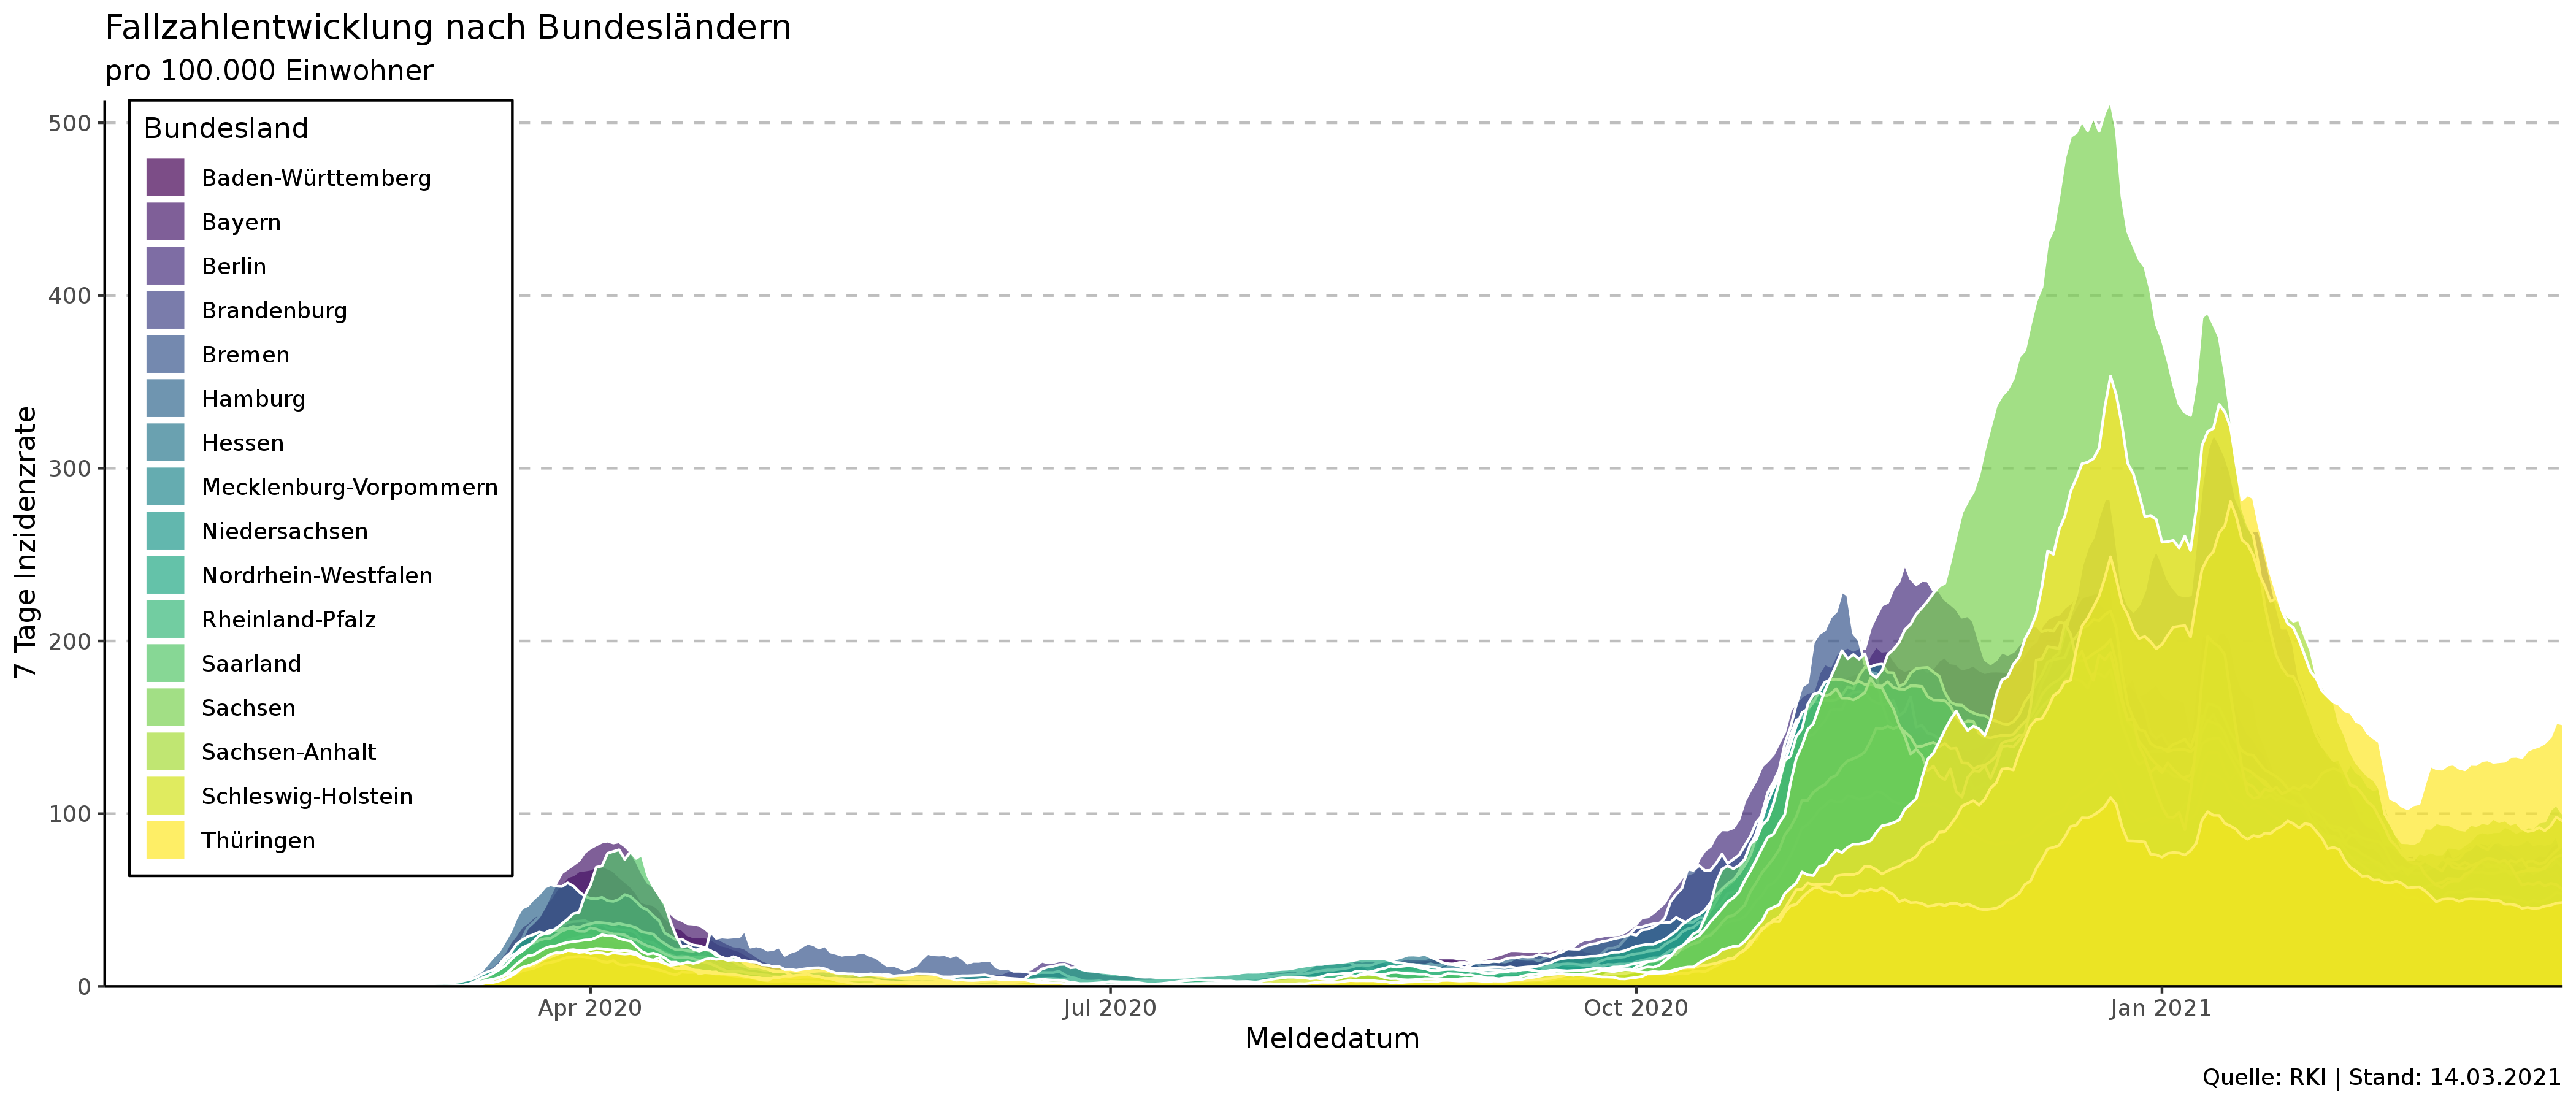 Fallzahlentwicklung nach Bundesländern
pro 100.000 Einwohner
7 Tage Inzidenzrate
500
400
300
200
100
0
Bundesland
Baden-Württemberg
Bayern
Berlin
Brandenburg
Bremen
Hamburg
Hessen
Mecklenburg-Vorpommern
Niedersachsen
Nordrhein-Westfalen
Rheinland-Pfalz
Saarland
Sachsen
Sachsen-Anhalt
Schleswig-Holstein
Thüringen
Apr 2020
Jul 2020
Oct 2020
Jan 2021
Meldedatum
Quelle: RKI | Stand: 14.03.2021